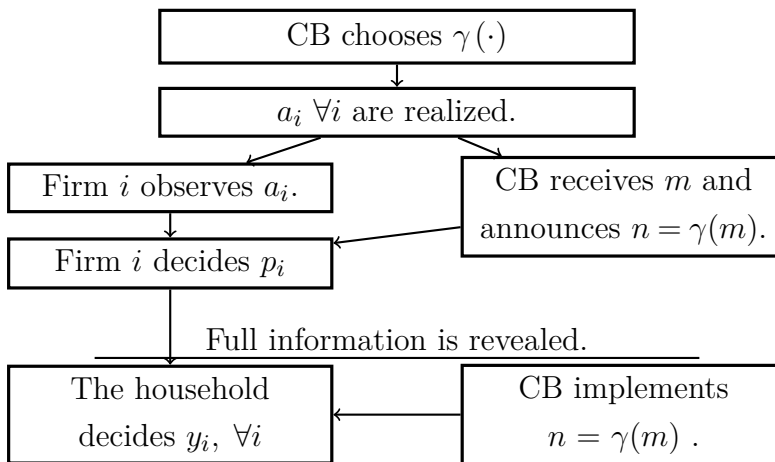 CB chooses γ (·)
a_i ∀i are realized.
Firm i observes a_i.
CB receives m and
announces n = γ(m).
Firm i decides p_i
Full information is revealed.
The household
decides y_i, ∀i
CB implements
n = γ(m) .